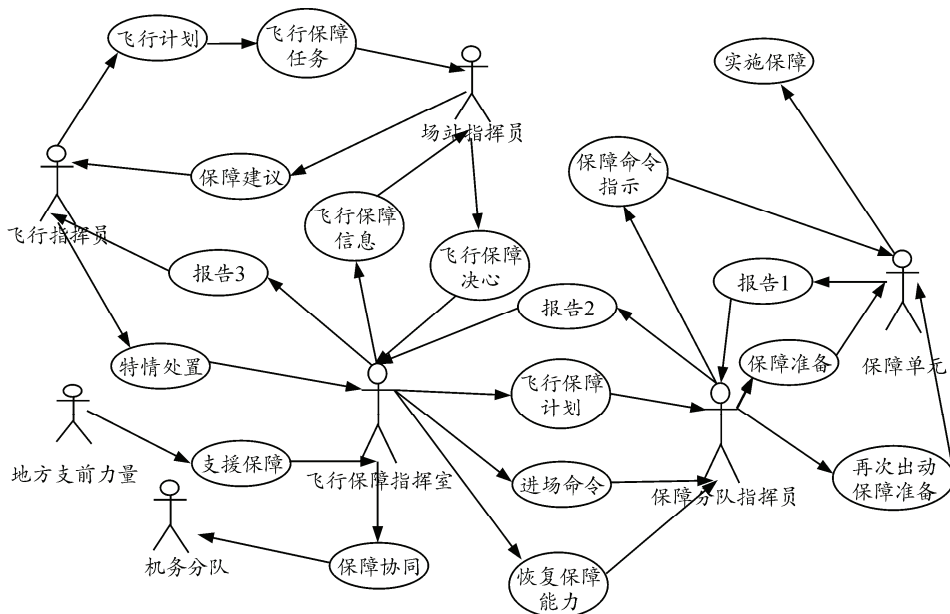 飞行计划
飞行保障
任务
实施保障
场站指挥员
保障建议
保障命令
指示
飞行指挥员
飞行保障
信息
飞行保障
决心
报告3
报告1
报告2
特情处置
保障准备
保障单元
飞行保障
计划
地方支前力量
支援保障
飞行保障指挥室
进场命令
保障分队指挥员
再次出动
保障准备
机务分队
保障协同
恢复保障
能力